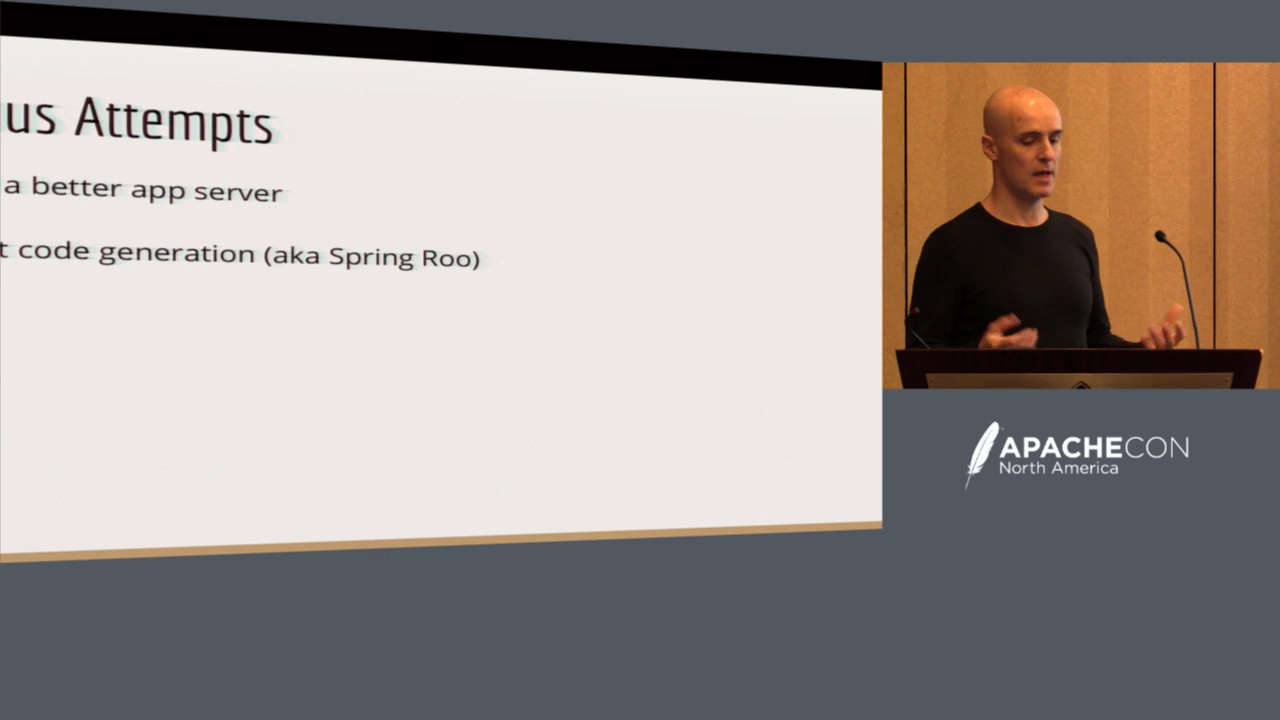 us Attempts
a better app server
t code generation (aka Spring Roo)
APACHECON
North America